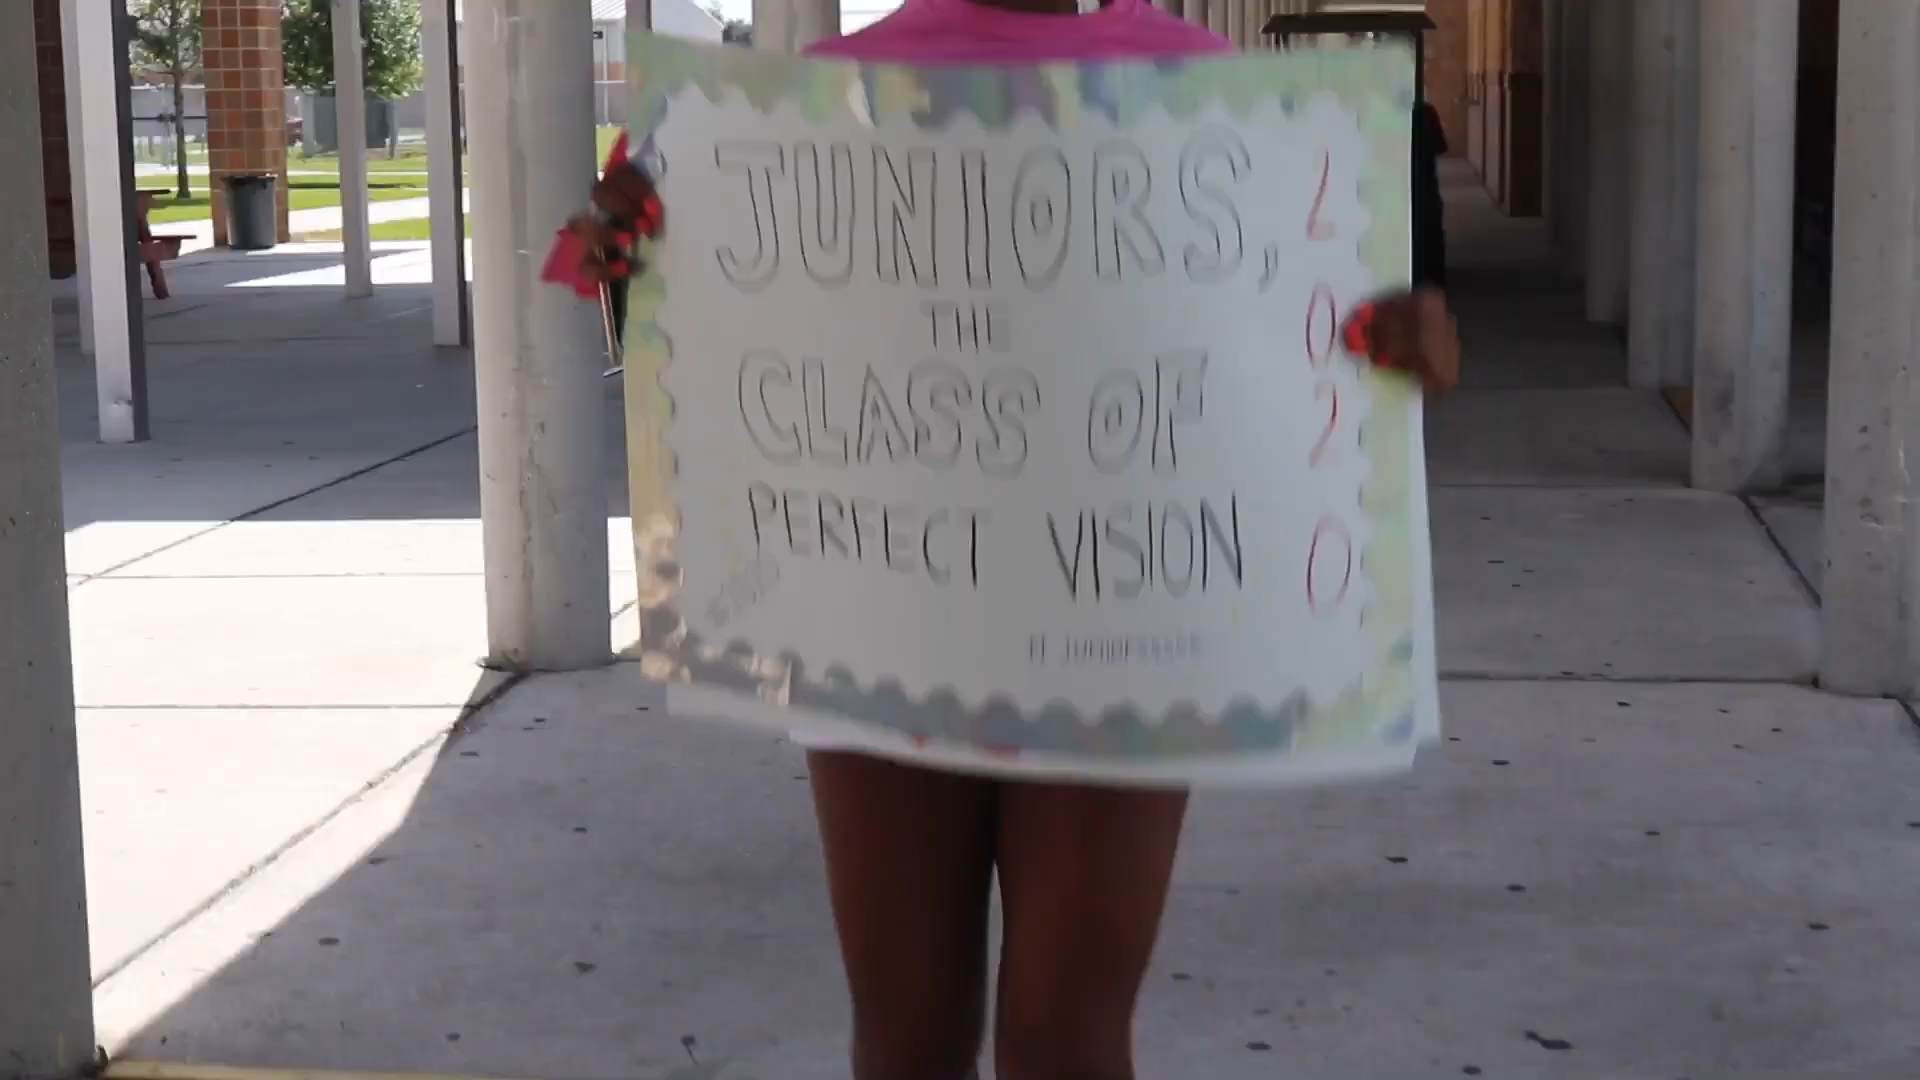 JUNIORS,
THE
CLASS OF
PERFECT VISION
2020